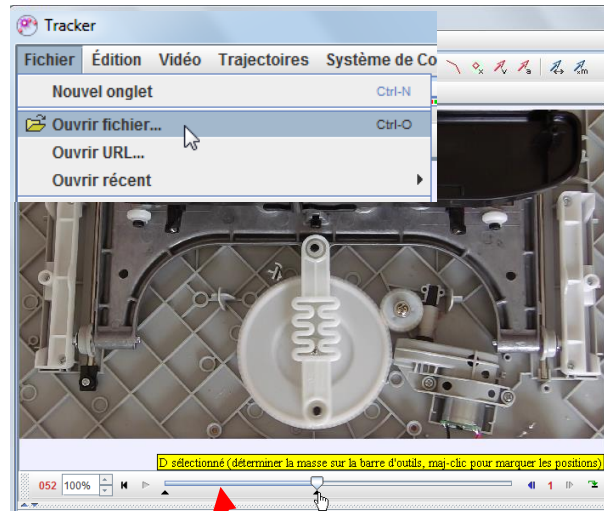 Tracker
Fichier Édition Vidéo Trajectoires Système de Co
Nouvel onglet Ctrl-N
Ouvrir fichier... Ctrl-O
Ouvrir URL...
Ouvrir récent
D sélectionné (déterminer la masse sur la barre d'outils, maj-clic pour marquer les positions)
052 100% 1